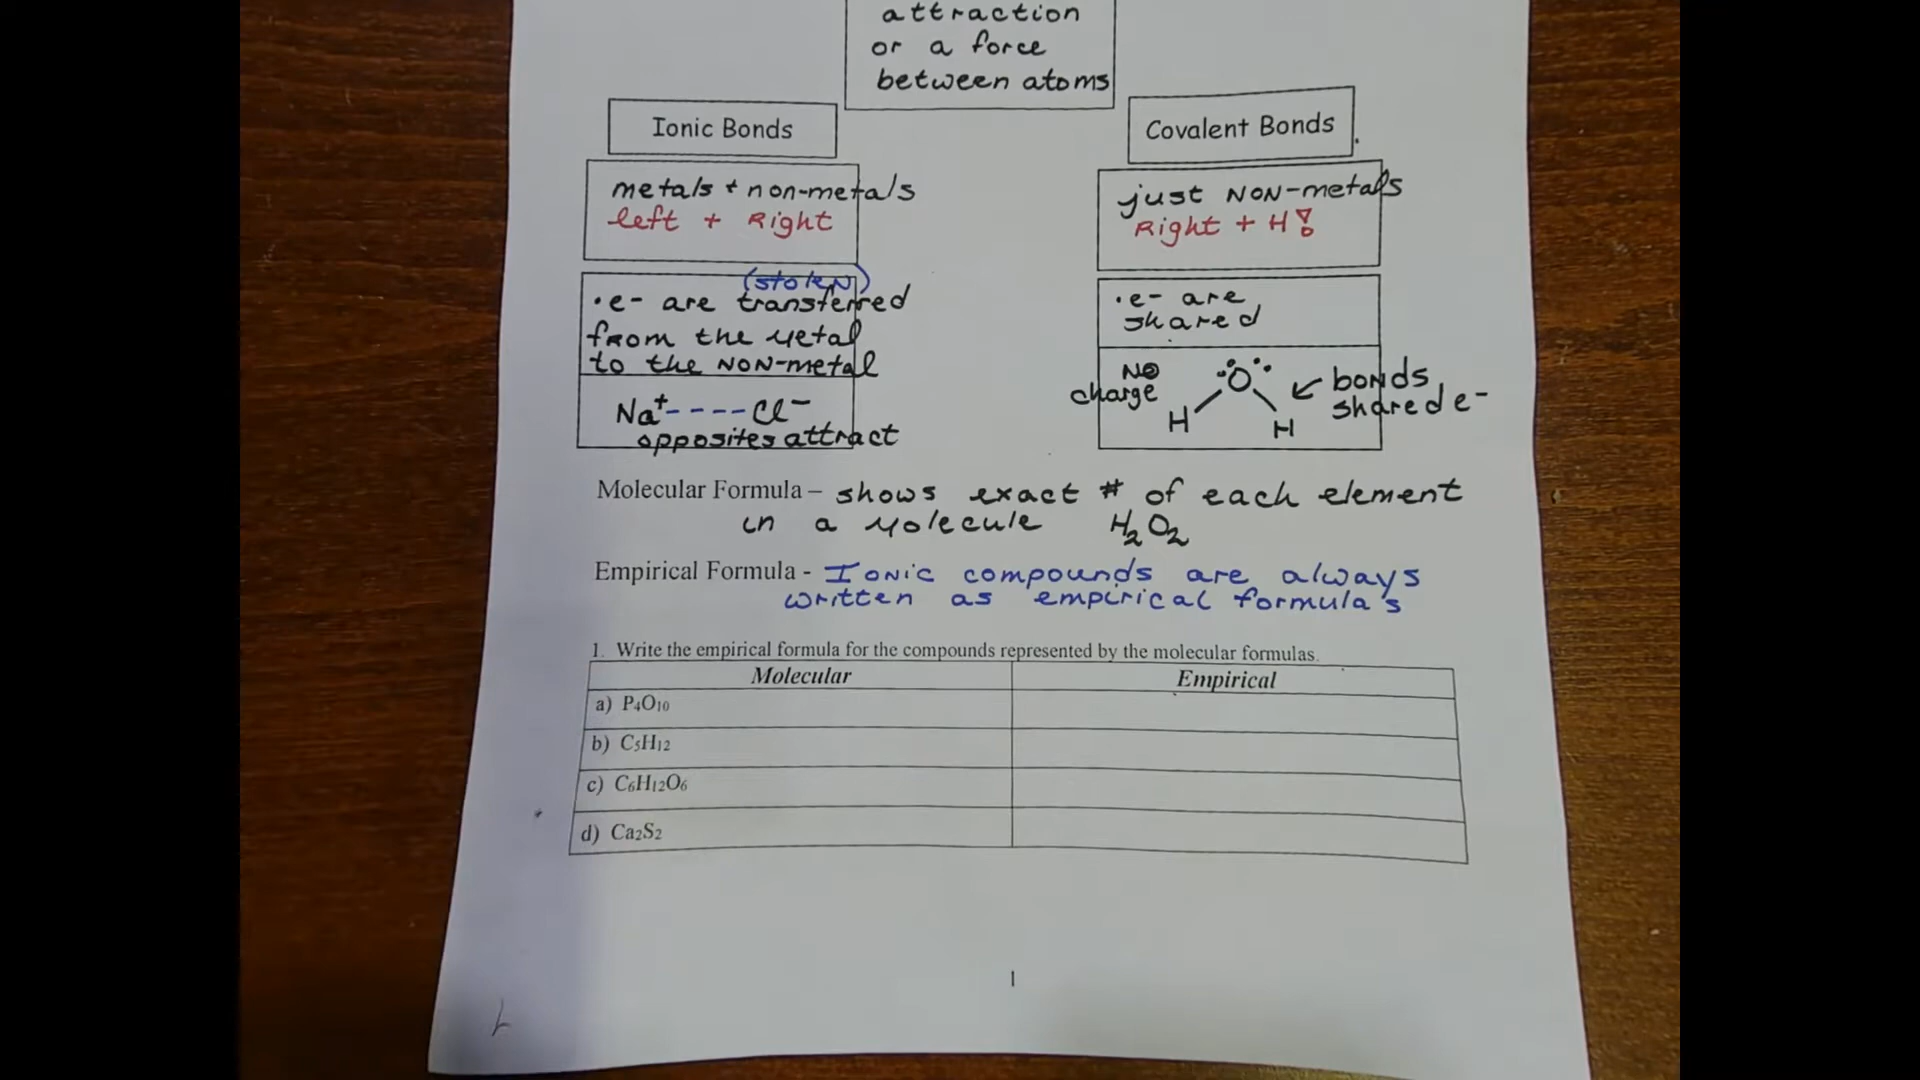 attraction
or a force
between atoms
Ionic Bonds
Covalent Bonds
metals + non-metals
left + Right
just NON-metals
Right + H!
(stolen)
•e- are transferred
from the metal
to the NON-metal
•e- are
shared
Na⁺----Cl⁻
opposites attract
NO
charge
O
H
H
bonds
shared e-
Molecular Formula – shows exact # of each element
in a molecule H₂O₂
Empirical Formula - Ionic compounds are always
written as empirical formula's
1. Write the empirical formula for the compounds represented by the molecular formulas.
Molecular
Empirical
a) P₄O₁₀
b) C₅H₁₂
c) C₆H₁₂O₆
d) Ca₂S₂
1